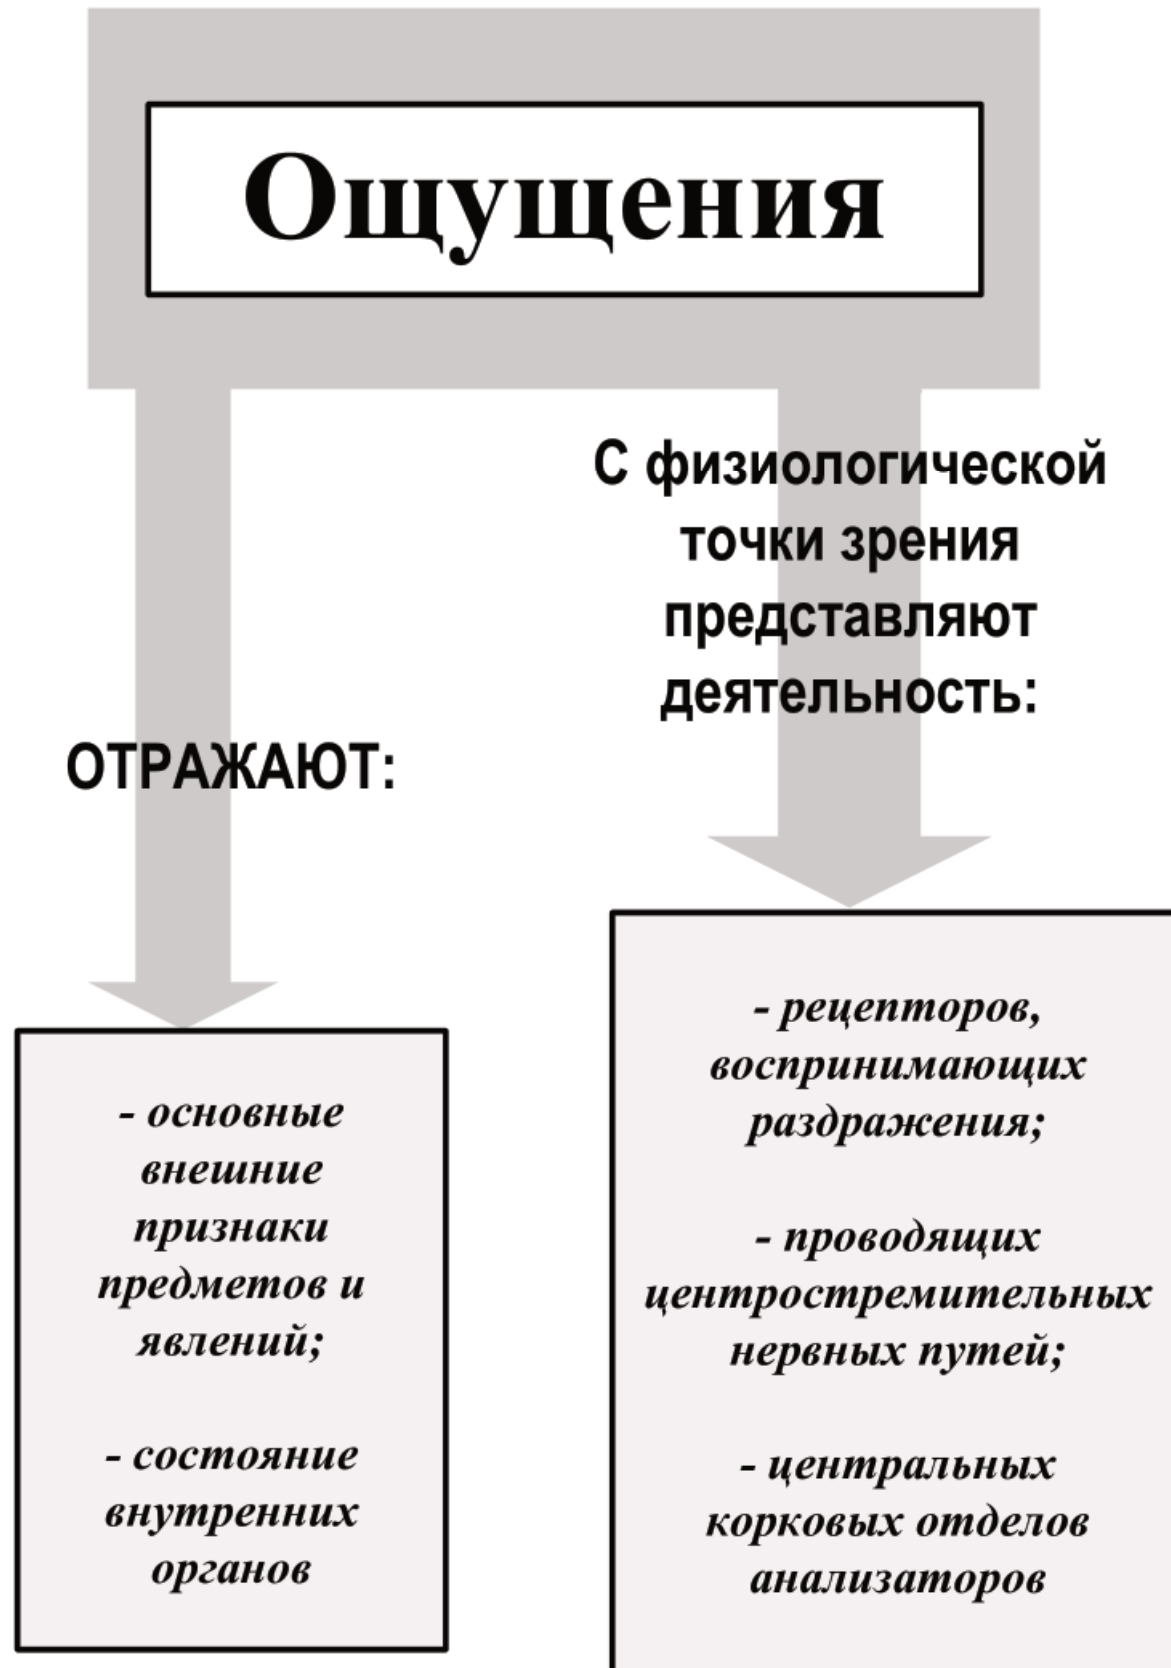 Ощущения
С физиологической
точки зрения
представляют
деятельность:
ОТРАЖАЮТ:
- основные
внешние
признаки
предметов и
явлений;
- состояние
внутренних
органов
- рецепторов,
воспринимающих
раздражения;
- проводящих
центростремительных
нервных путей;
- центральных
корковых отделов
анализаторов